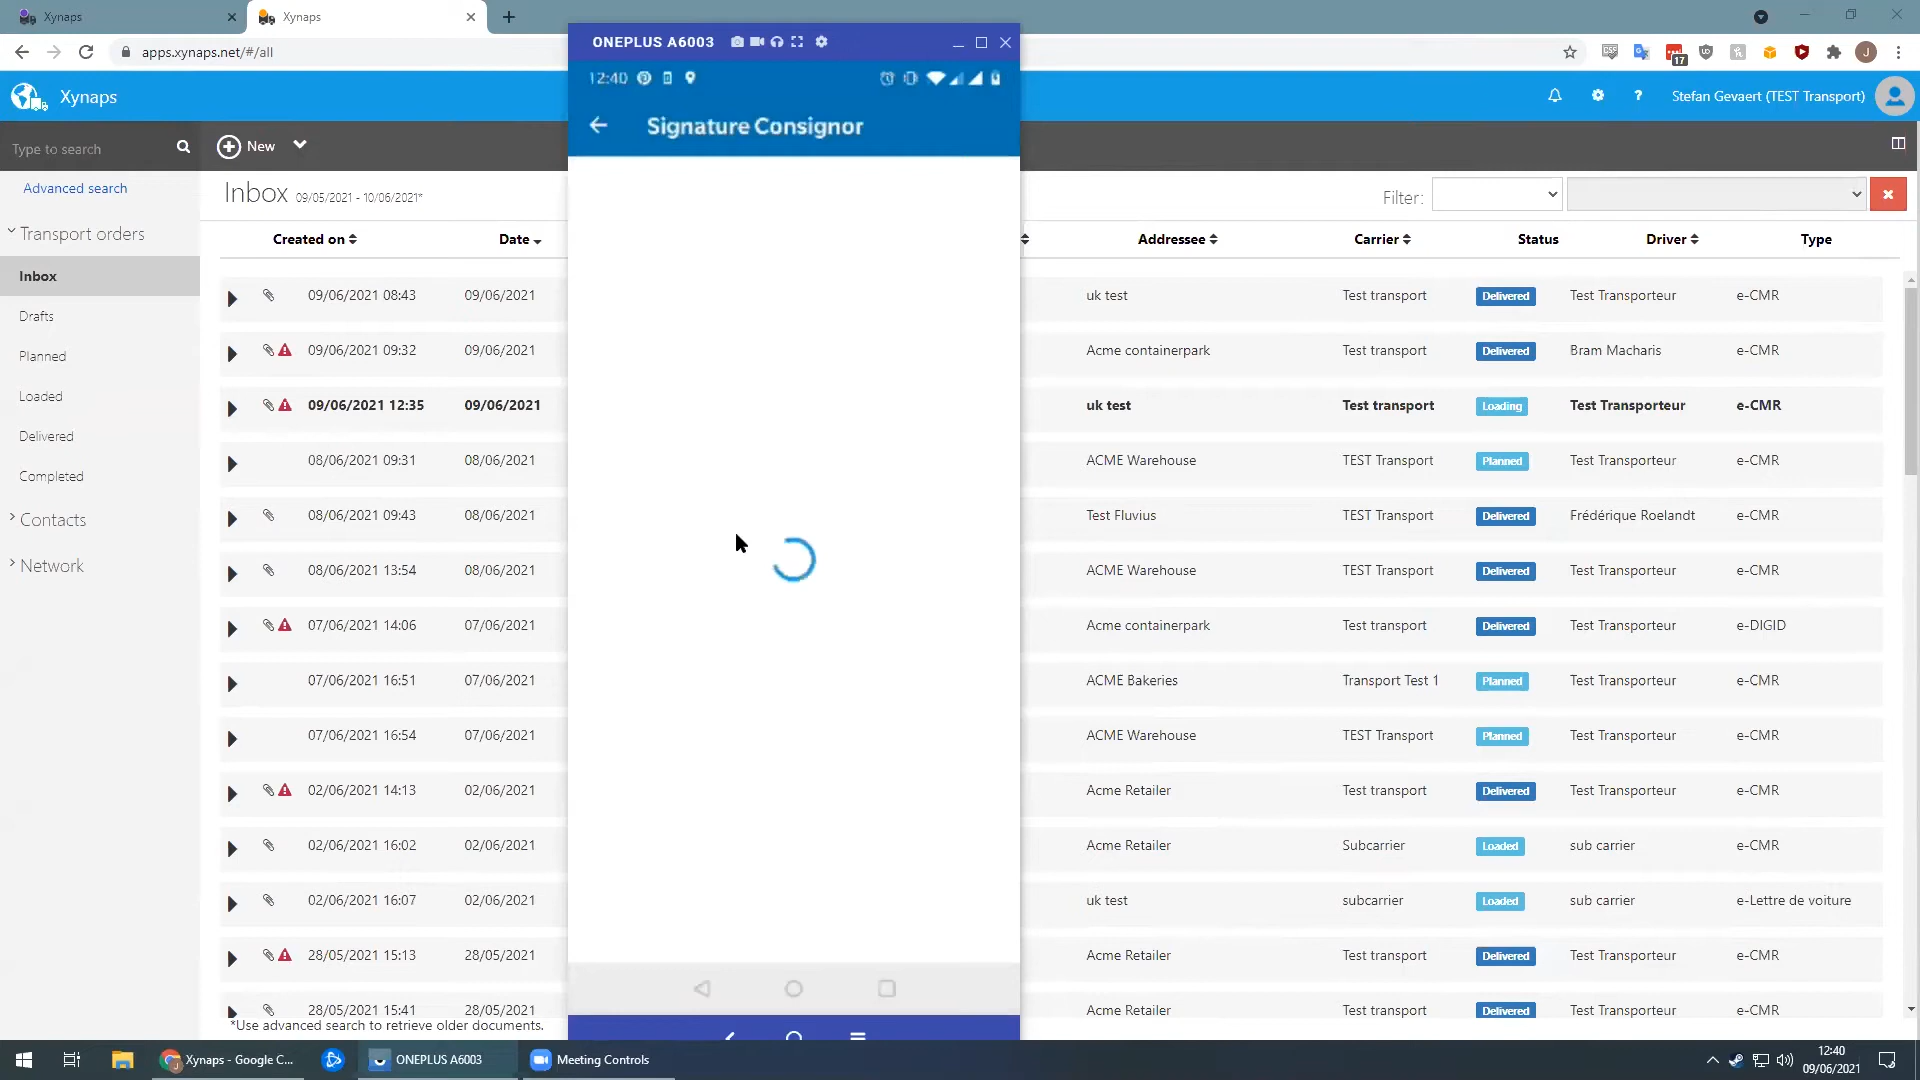 Xynaps
Xynaps
apps.xynaps.net/#/all
17
J
ONEPLUS A6003
12:40
Signature Consignor
Xynaps
Stefan Gevaert (TEST Transport)
Type to search
New
Advanced search
Inbox 09/05/2021 - 10/06/2021*
Filter:
Transport orders
Inbox
Drafts
Planned
Loaded
Delivered
Completed
Contacts
Network
Created on Date Addressee Carrier Status Driver Type
09/06/2021 08:43 09/06/2021 uk test Test transport Delivered Test Transporteur e-CMR
09/06/2021 09:32 09/06/2021 Acme containerpark Test transport Delivered Bram Macharis e-CMR
09/06/2021 12:35 09/06/2021 uk test Test transport Loading Test Transporteur e-CMR
08/06/2021 09:31 08/06/2021 ACME Warehouse TEST Transport Planned Test Transporteur e-CMR
08/06/2021 09:43 08/06/2021 Test Fluvius TEST Transport Delivered Frédérique Roelandt e-CMR
08/06/2021 13:54 08/06/2021 ACME Warehouse TEST Transport Delivered Test Transporteur e-CMR
07/06/2021 14:06 07/06/2021 Acme containerpark Test transport Delivered Test Transporteur e-DIGID
07/06/2021 16:51 07/06/2021 ACME Bakeries Transport Test 1 Planned Test Transporteur e-CMR
07/06/2021 16:54 07/06/2021 ACME Warehouse TEST Transport Planned Test Transporteur e-CMR
02/06/2021 14:13 02/06/2021 Acme Retailer Test transport Delivered Test Transporteur e-CMR
02/06/2021 16:02 02/06/2021 Acme Retailer Subcarrier Loaded sub carrier e-CMR
02/06/2021 16:07 02/06/2021 uk test subcarrier Loaded sub carrier e-Lettre de voiture
28/05/2021 15:13 28/05/2021 Acme Retailer Test transport Delivered Test Transporteur e-CMR
28/05/2021 15:41 28/05/2021 Acme Retailer Test transport Delivered Test Transporteur e-CMR
*Use advanced search to retrieve older documents.
Xynaps - Google C...
ONEPLUS A6003
Meeting Controls
12:40
09/06/2021